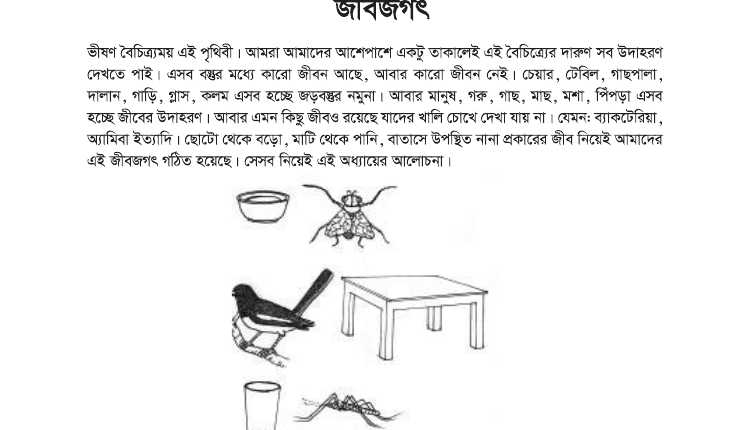 জীবজগৎ
ভীষণ বৈচিত্র্যময় এই পৃথিবী। আমরা আমাদের আশেপাশে একটু তাকালেই এই বৈচিত্র্যের দারুণ সব উদাহরণ
দেখতে পাই। এসব বস্তুর মধ্যে কারো জীবন আছে, আবার কারো জীবন নেই। চেয়ার, টেবিল, গাছপালা,
দালান, গাড়ি, গ্লাস, কলম এসব হচ্ছে জড়বস্তুর নমুনা। আবার মানুষ, গরু, গাছ, মাছ, মশা, পিঁপড়া এসব
হচ্ছে জীবের উদাহরণ। আবার এমন কিছু জীবও রয়েছে যাদের খালি চোখে দেখা যায় না। যেমন: ব্যাকটেরিয়া,
অ্যামিবা ইত্যাদি। ছোটো থেকে বড়ো, মাটি থেকে পানি, বাতাসে উপস্থিত নানা প্রকারের জীব নিয়েই আমাদের
এই জীবজগৎ গঠিত হয়েছে। সেসব নিয়েই এই অধ্যায়ের আলোচনা।